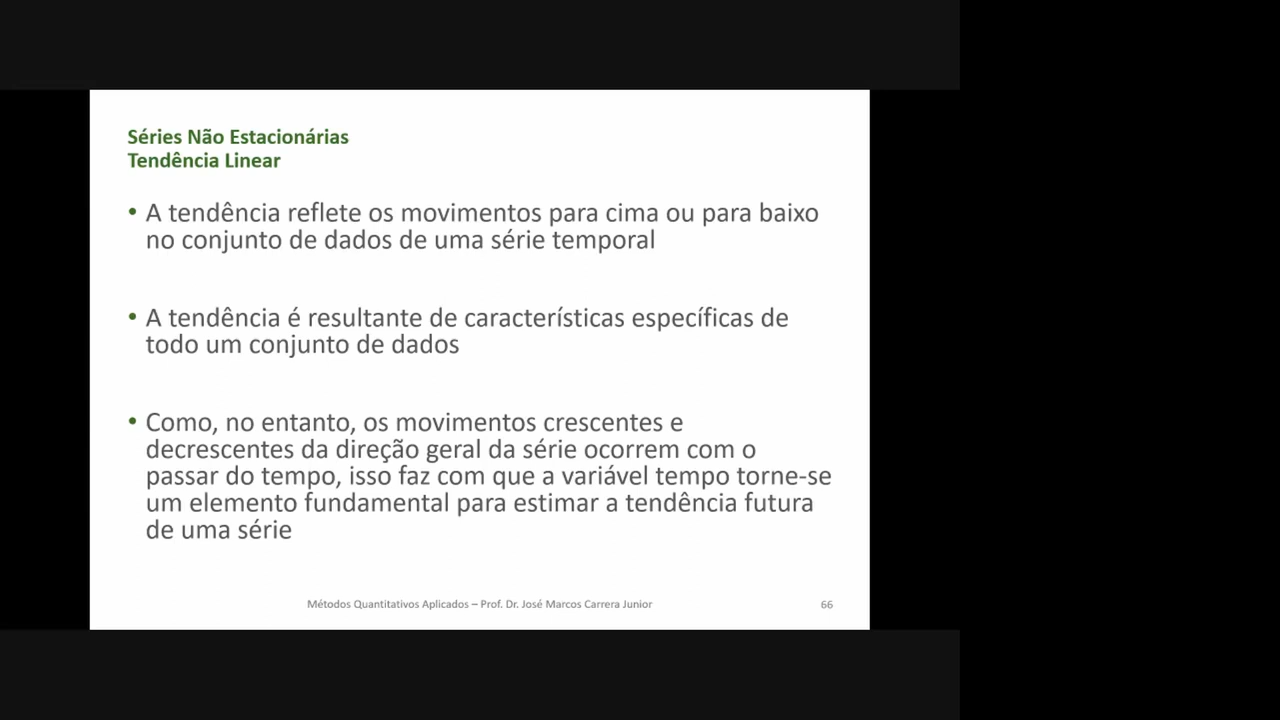 Séries Não Estacionárias
Tendência Linear
• A tendência reflete os movimentos para cima ou para baixo
no conjunto de dados de uma série temporal
• A tendência é resultante de características específicas de
todo um conjunto de dados
• Como, no entanto, os movimentos crescentes e
decrescentes da direção geral da série ocorrem com o
passar do tempo, isso faz com que a variável tempo torne-se
um elemento fundamental para estimar a tendência futura
de uma série
Métodos Quantitativos Aplicados – Prof. Dr. José Marcos Carrera Junior
66